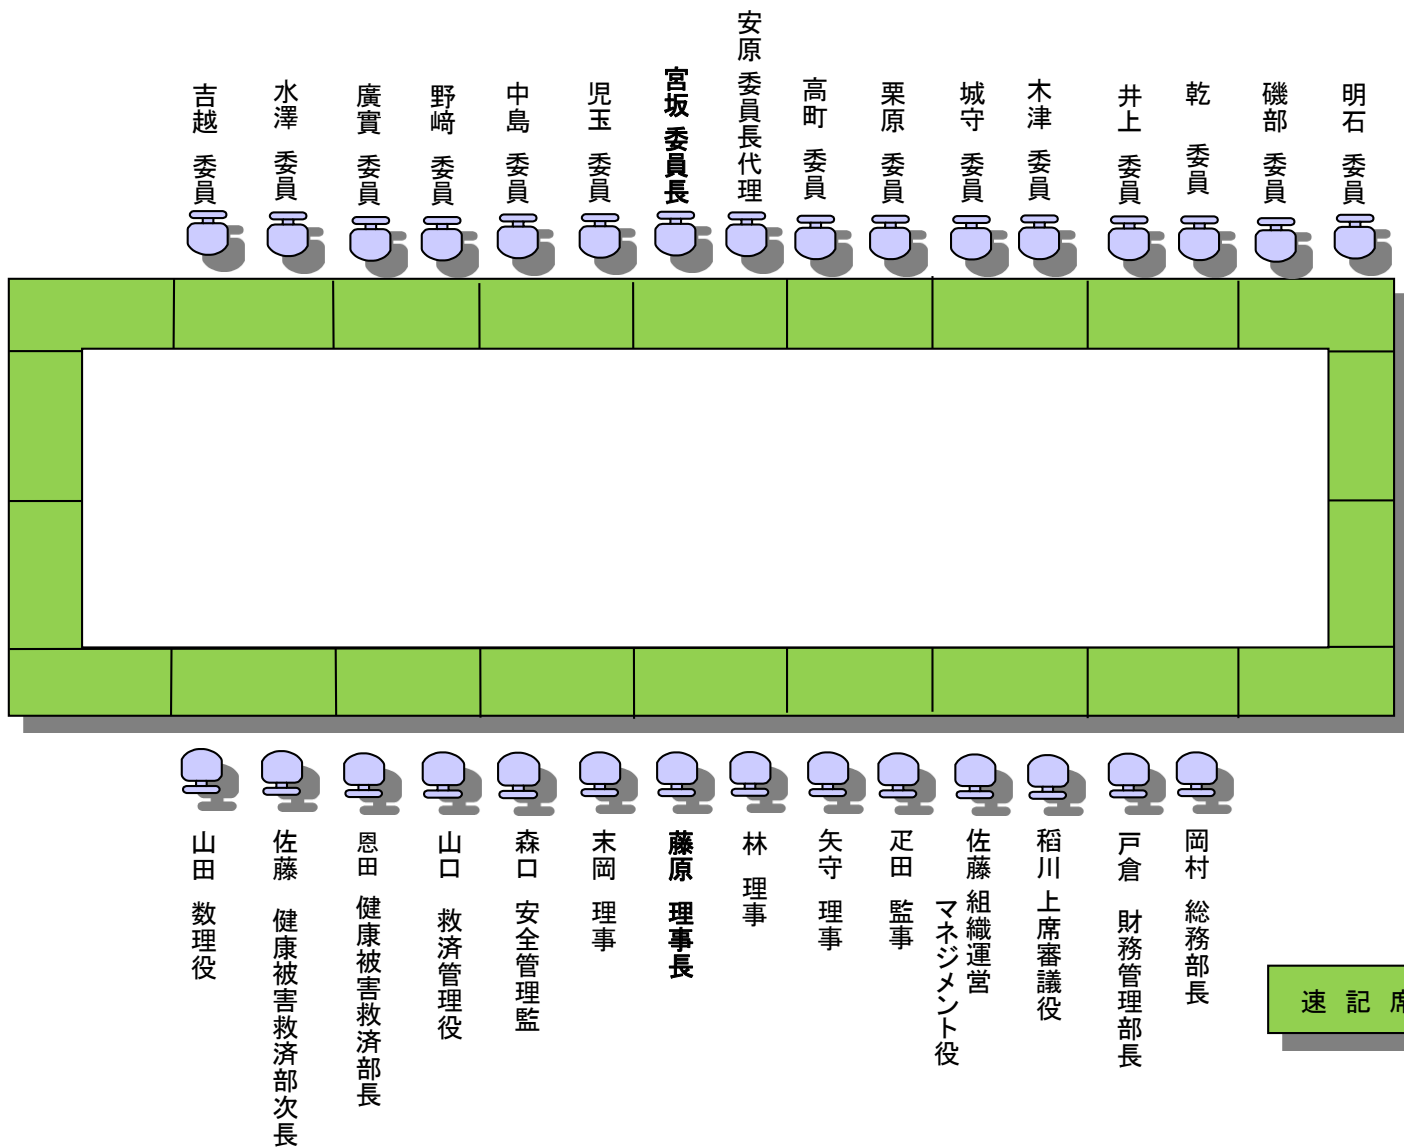 吉越 委員
水澤 委員
廣實 委員
野﨑 委員
中島 委員
児玉 委員
宮坂 委員長
安原 委員長代理
高町 委員
栗原 委員
城守 委員
木津 委員
井上 委員
乾 委員
磯部 委員
明石 委員
山田 数理役
佐藤 健康被害救済部次長
恩田 健康被害救済部長
山口 救済管理役
森口 安全管理監
末岡 理事
藤原 理事長
林 理事
矢守 理事
疋田 監事
佐藤 組織運営
マネジメント役
稲川 上席審議役
戸倉 財務管理部長
岡村 総務部長
速 記 席